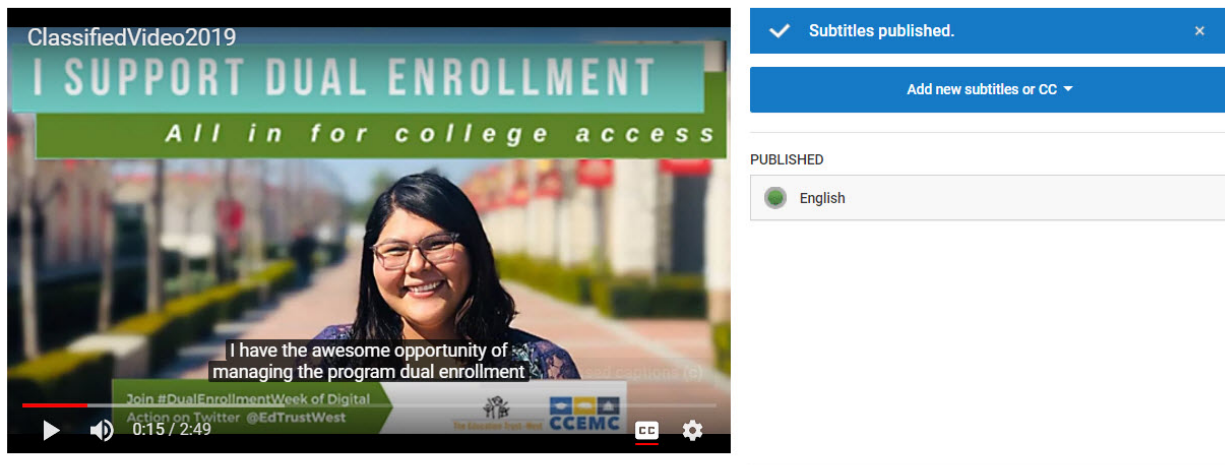 ClassifiedVideo2019
I SUPPORT DUAL ENROLLMENT
All in for college access
I have the awesome opportunity of
managing the program dual enrollment
captions (c)
Join #DualEnrollmentWeek of Digital
Action on Twitter @EdTrustWest
The Education Trust-West
CCEMC
0:15 / 2:49
CC
Subtitles published.
×
Add new subtitles or CC
PUBLISHED
English